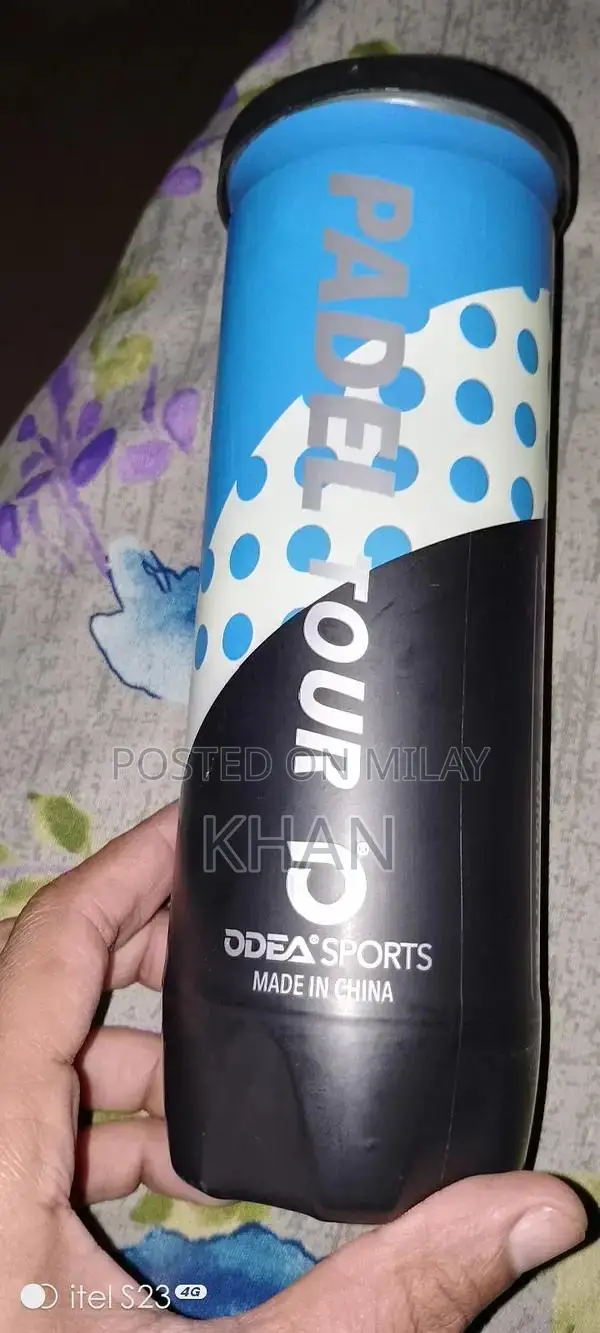 PADEL TOUR
POSTED ON MILAY
KHAN
ODEA® SPORTS
MADE IN CHINA
itel S23 4G